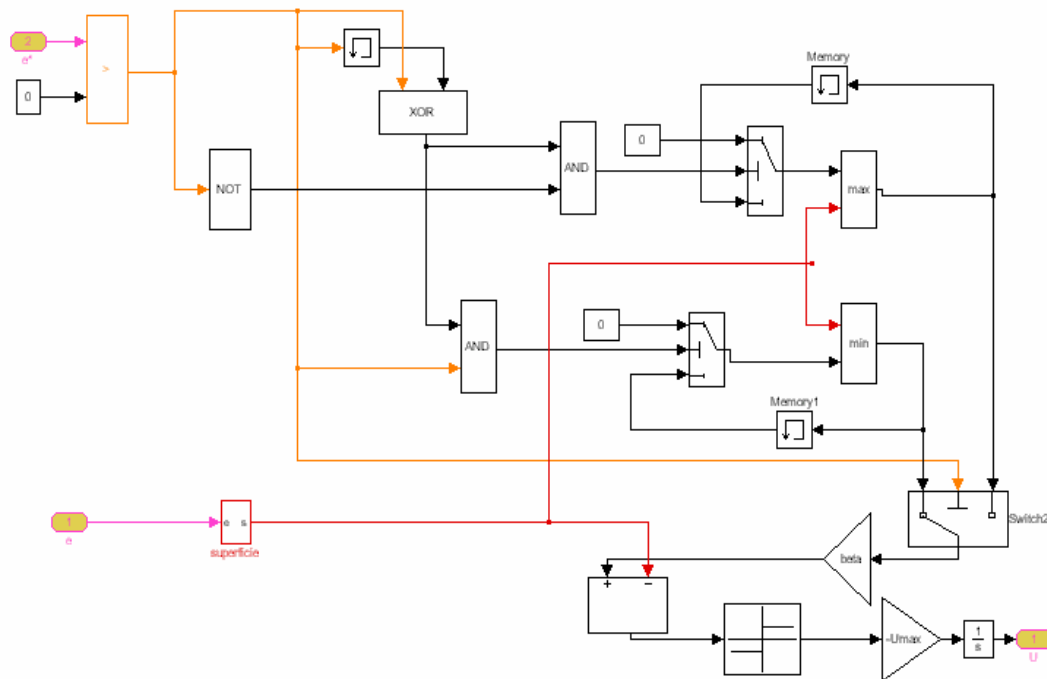 2
e*
>
0
XOR
Memory
0
AND
NOT
max
0
AND
min
Memory1
1
e
e s
superficie
Switch2
beta
+ −
-Umax
1
s
1
U